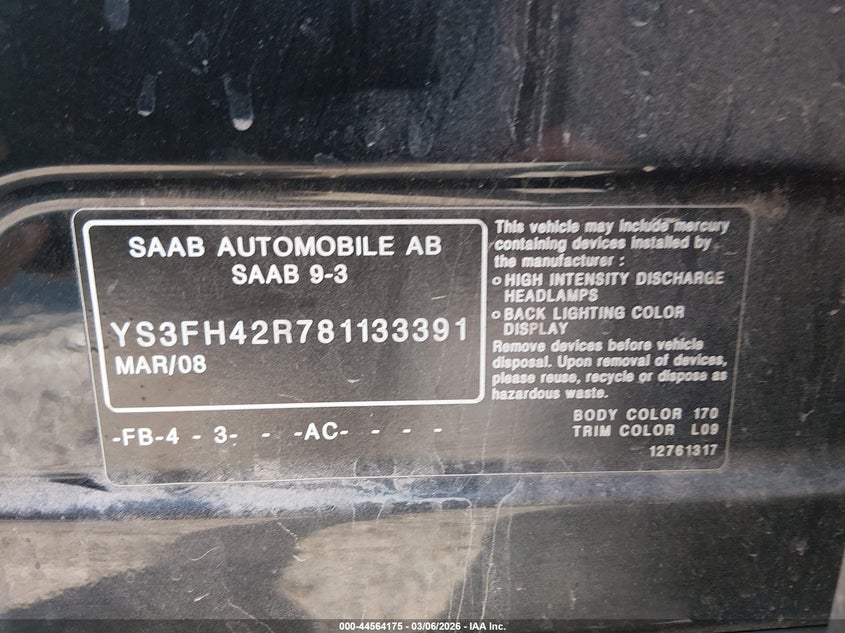 SAAB AUTOMOBILE AB
SAAB 9-3
YS3FH42R781133391
MAR/08
-FB-4 - 3- - -AC- - - -
This vehicle may include mercury
containing devices installed by
the manufacturer :
o HIGH INTENSITY DISCHARGE
HEADLAMPS
o BACK LIGHTING COLOR
DISPLAY
Remove devices before vehicle
disposal. Upon removal of devices,
please reuse, recycle or dispose as
hazardous waste.
BODY COLOR 170
TRIM COLOR L09
12761317
000-44564175 - 03/06/2026 - © IAA Inc.